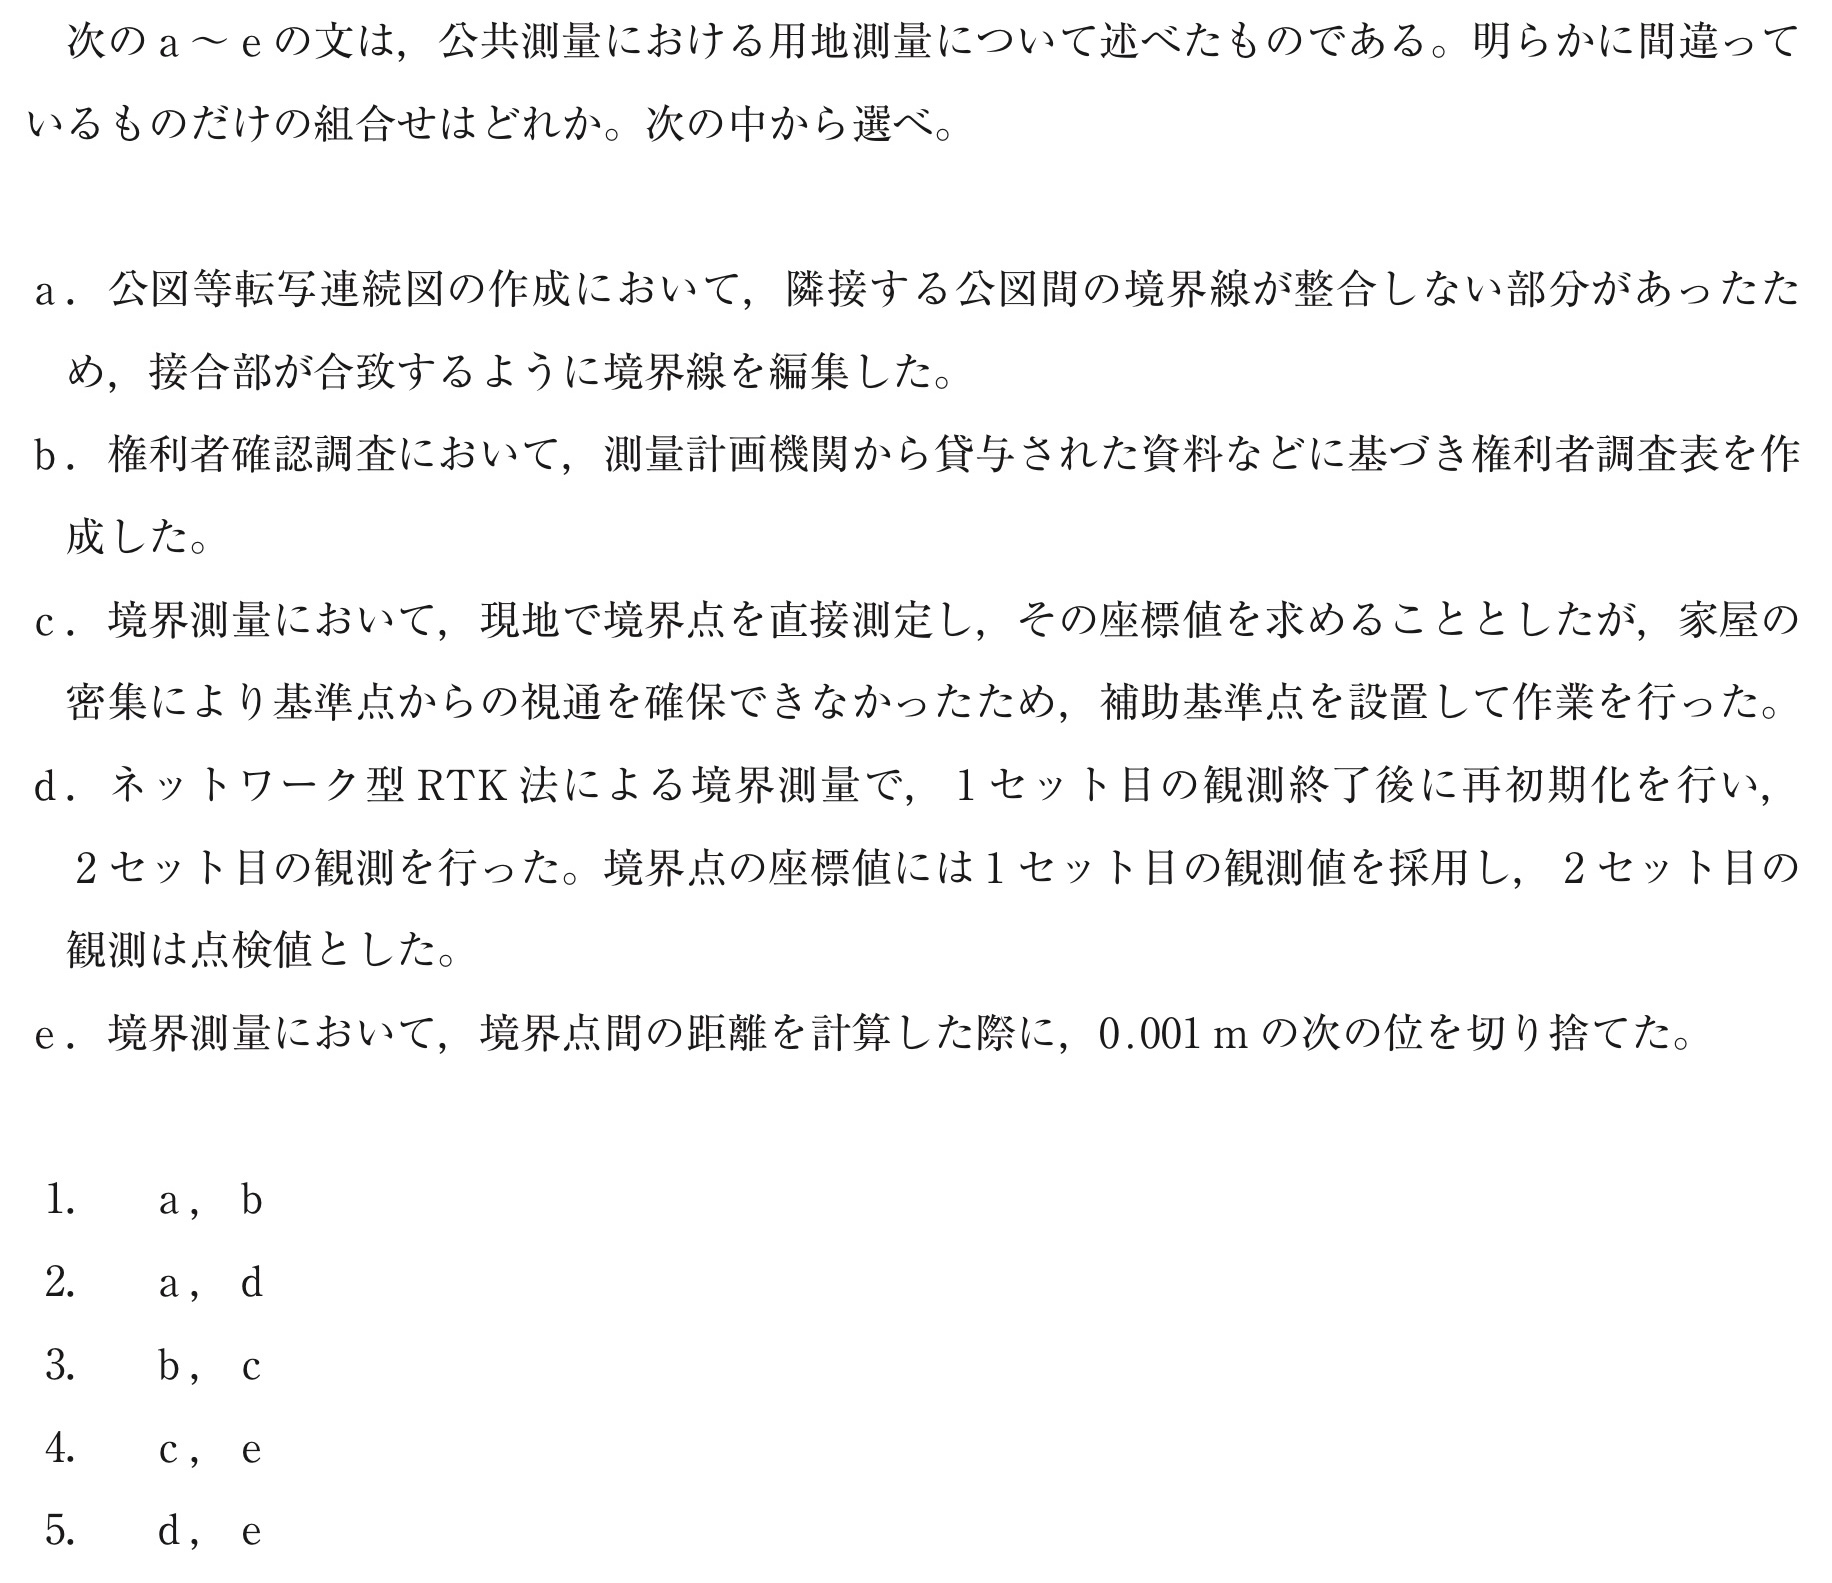 次の a ～ e の文は，公共測量における用地測量について述べたものである。明らかに間違って
いるものだけの組合せはどれか。次の中から選べ。
a．公図等転写連続図の作成において，隣接する公図間の境界線が整合しない部分があったた
め，接合部が合致するように境界線を編集した。
b．権利者確認調査において，測量計画機関から貸与された資料などに基づき権利者調査表を作
成した。
c．境界測量において，現地で境界点を直接測定し，その座標値を求めることとしたが，家屋の
密集により基準点からの視通を確保できなかったため，補助基準点を設置して作業を行った。
d．ネットワーク型 RTK 法による境界測量で，1 セット目の観測終了後に再初期化を行い，
2 セット目の観測を行った。境界点の座標値には 1 セット目の観測値を採用し，2 セット目の
観測は点検値とした。
e．境界測量において，境界点間の距離を計算した際に，0.001 m の次の位を切り捨てた。
1. a， b
2. a， d
3. b， c
4. c， e
5. d， e